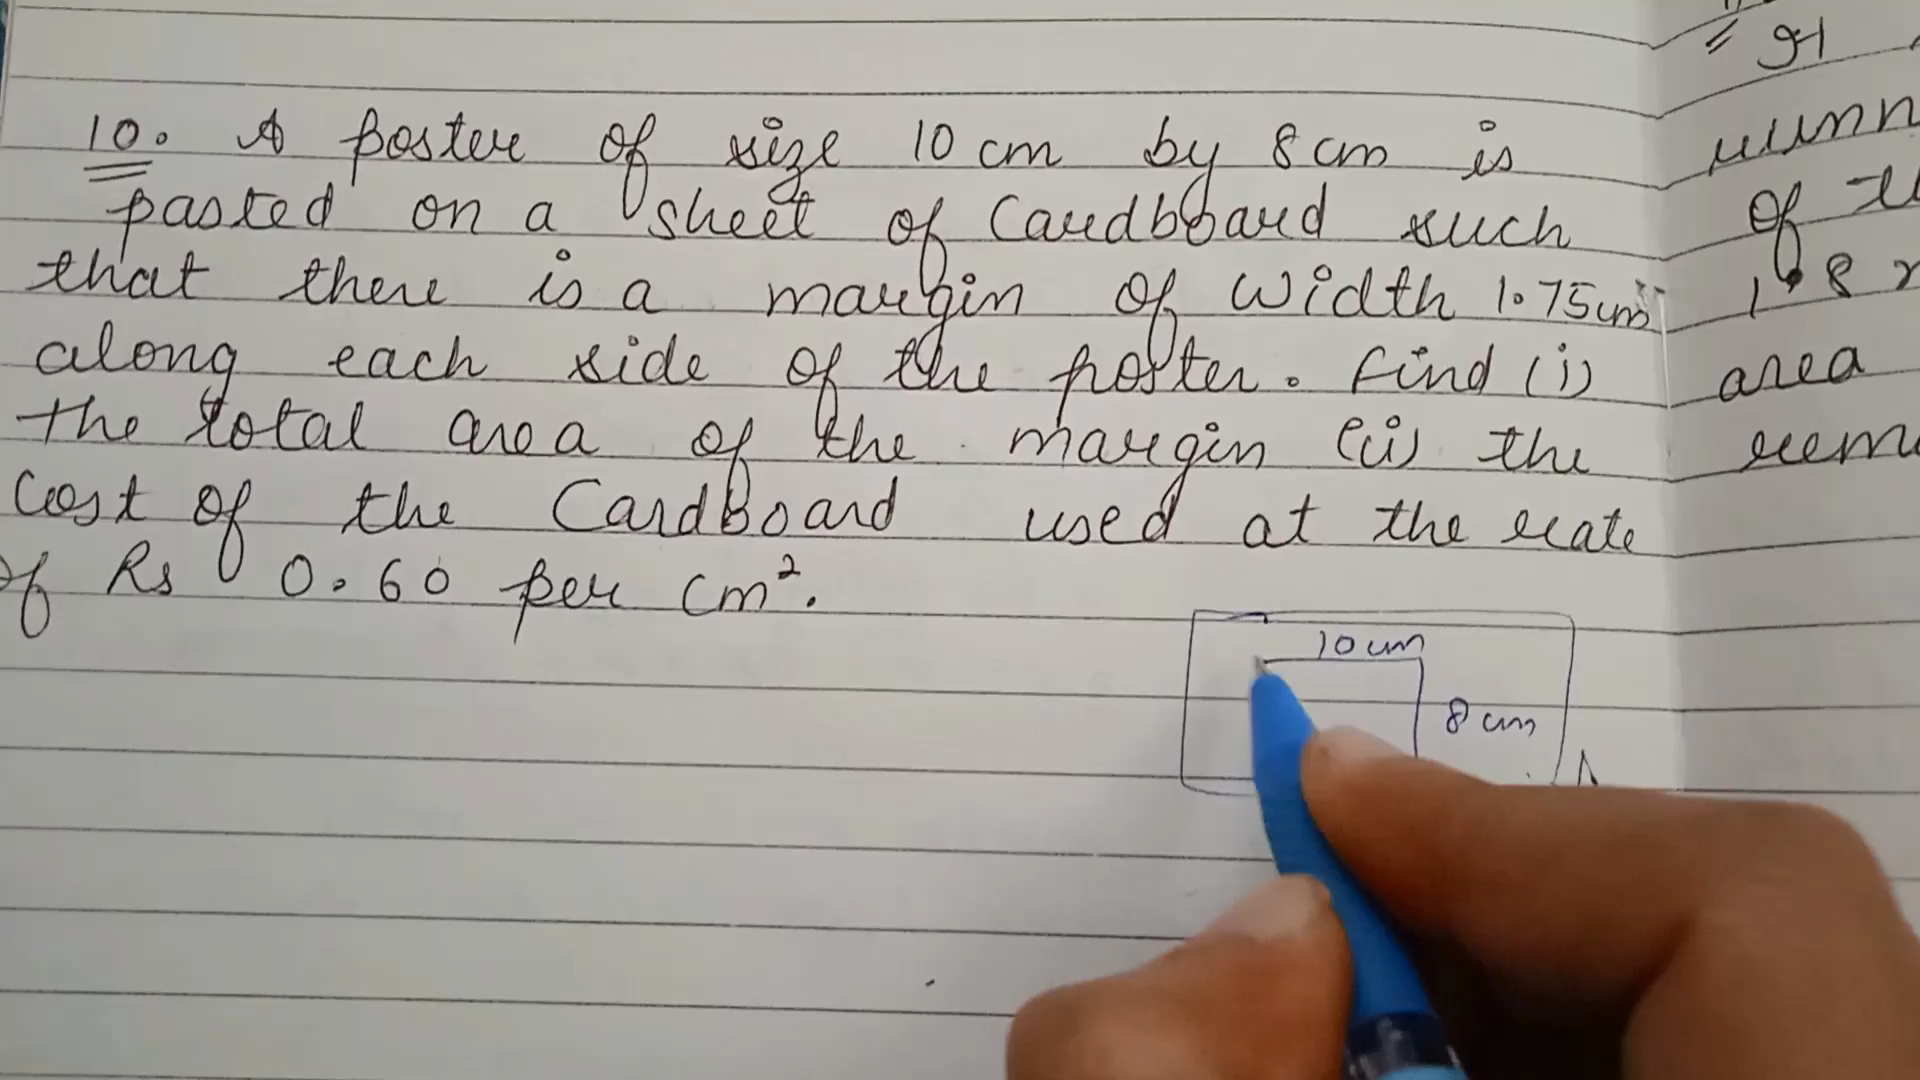 10. A poster of size 10 cm by 8 cm is
pasted on a sheet of Cardboard such
that there is a margin of width 1.75cm
along each side of the poster. Find (i)
the total area of the margin (ii) the
Cost of the CardBoard used at the rate
of Rs 0.60 per cm².
10 cm
8 cm
of
1.8
area